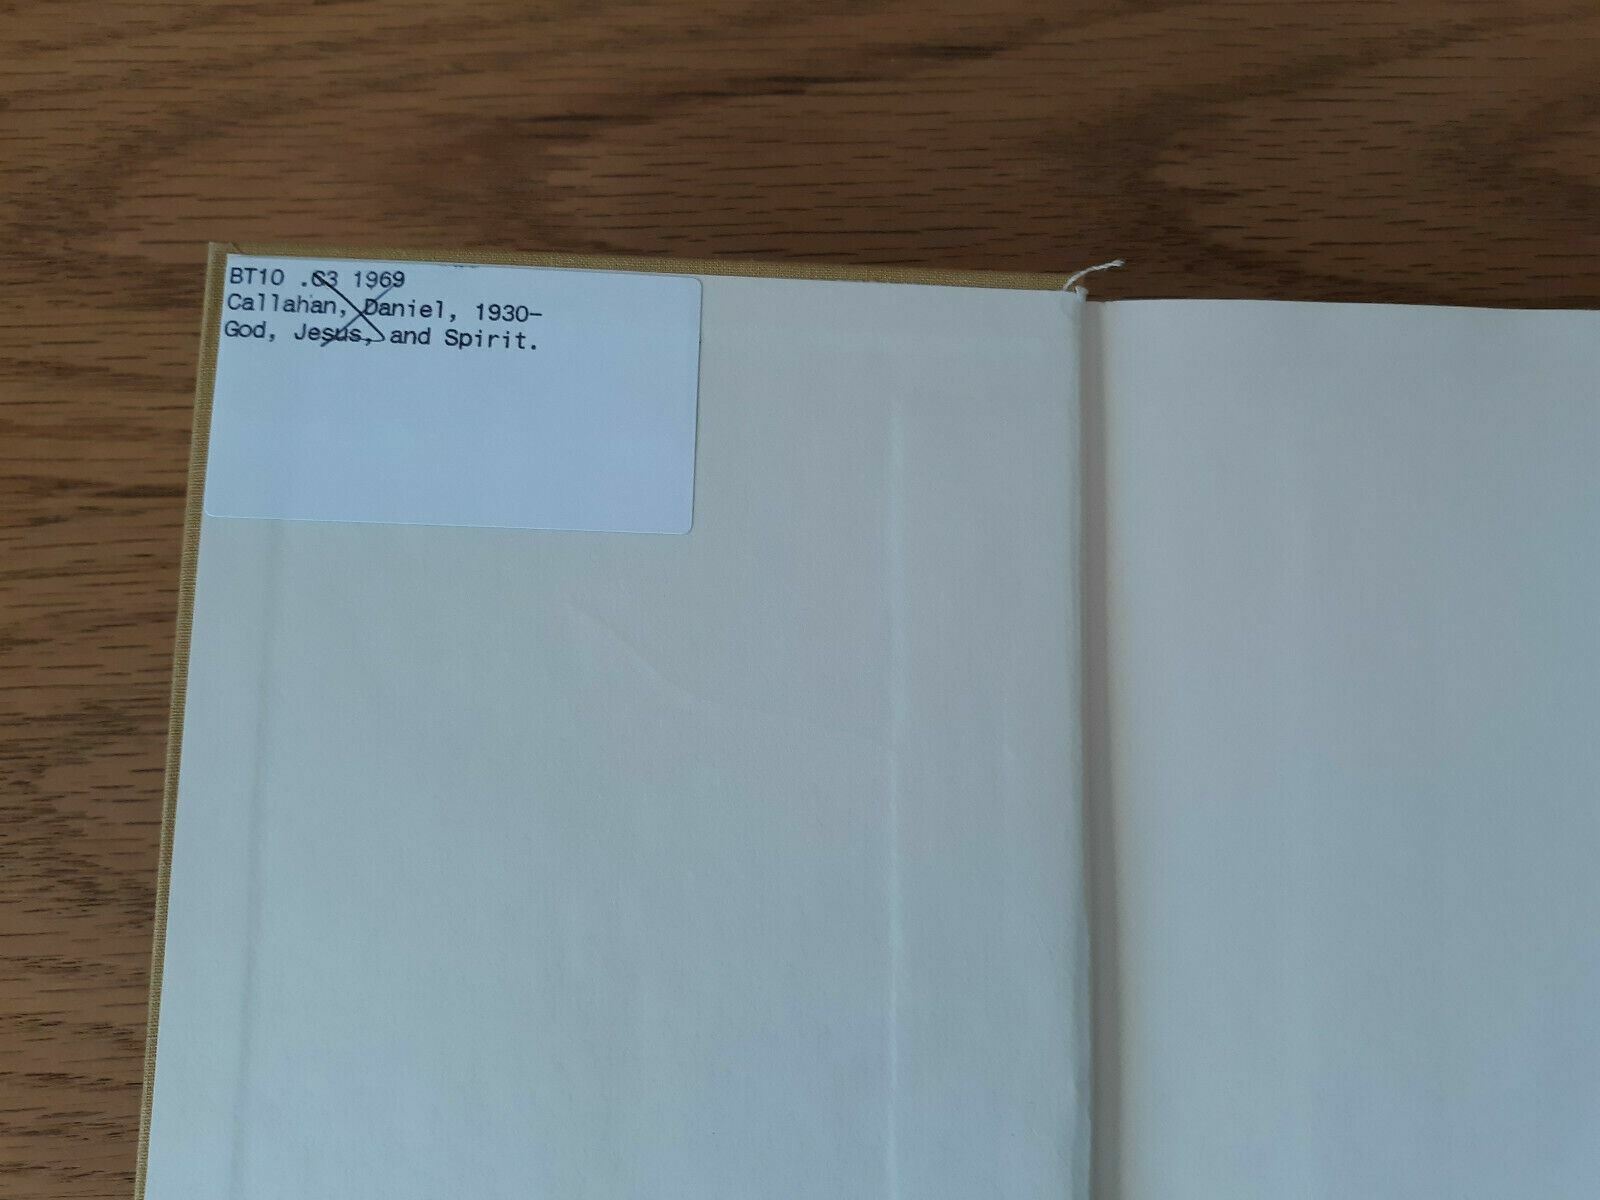 BT10 .C3 1969
Callahan, Daniel, 1930-
God, Jesus, and Spirit.